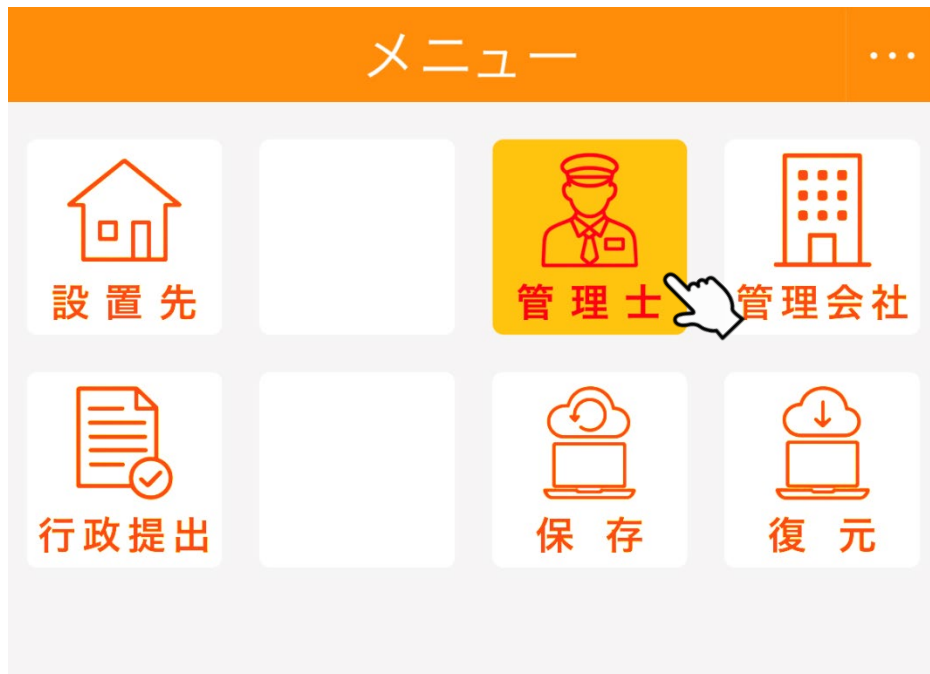 メニュー
設置先
管理士
管理会社
行政提出
保存
復元